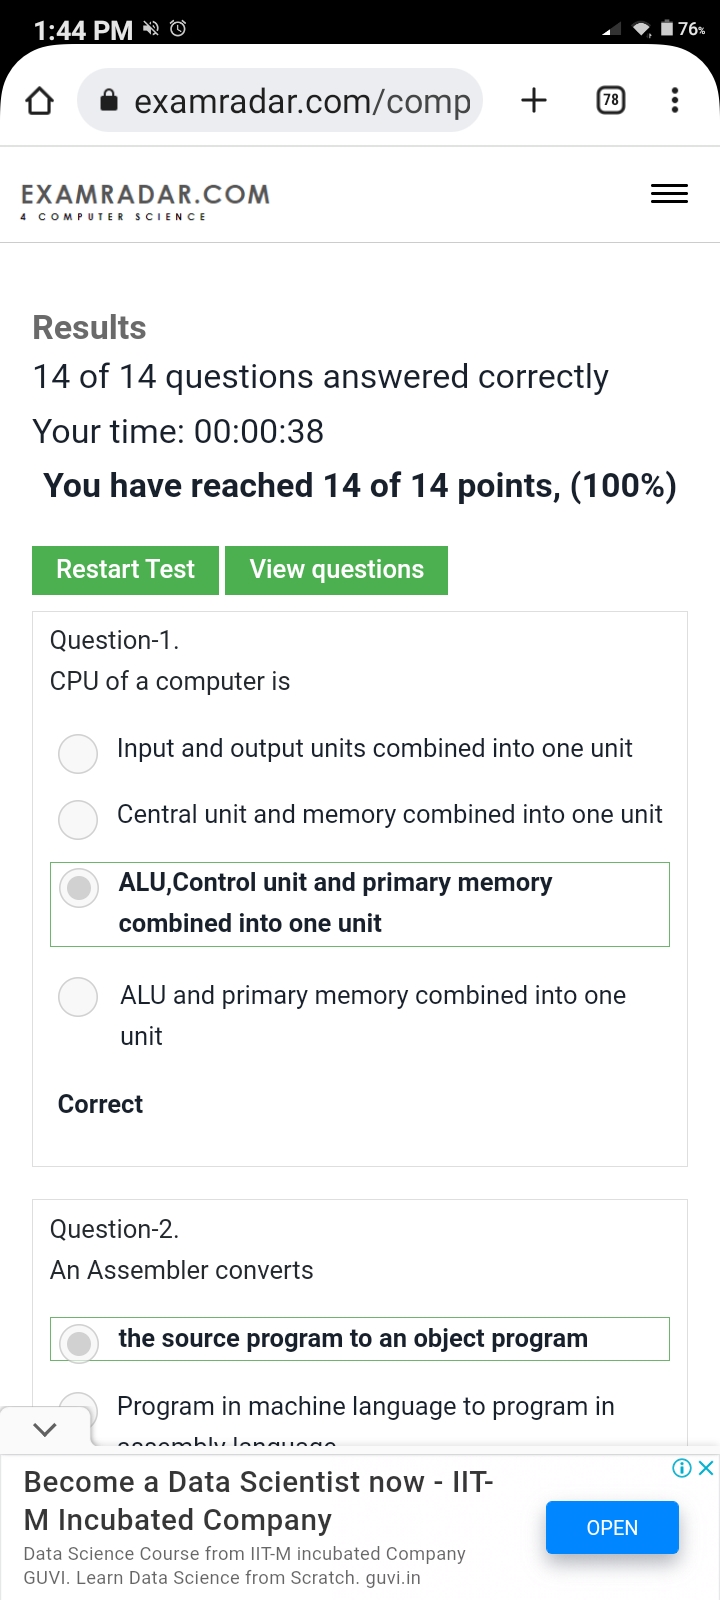 1:44 PM
76%
examradar.com/comp
78
EXAMRADAR.COM
4 COMPUTER SCIENCE
Results
14 of 14 questions answered correctly
Your time: 00:00:38
You have reached 14 of 14 points, (100%)
Restart Test
View questions
Question-1.
CPU of a computer is
Input and output units combined into one unit
Central unit and memory combined into one unit
ALU,Control unit and primary memory
combined into one unit
ALU and primary memory combined into one
unit
Correct
Question-2.
An Assembler converts
the source program to an object program
Program in machine language to program in
assembly language
Become a Data Scientist now - IIT-
M Incubated Company
Data Science Course from IIT-M incubated Company
GUVI. Learn Data Science from Scratch. guvi.in
OPEN